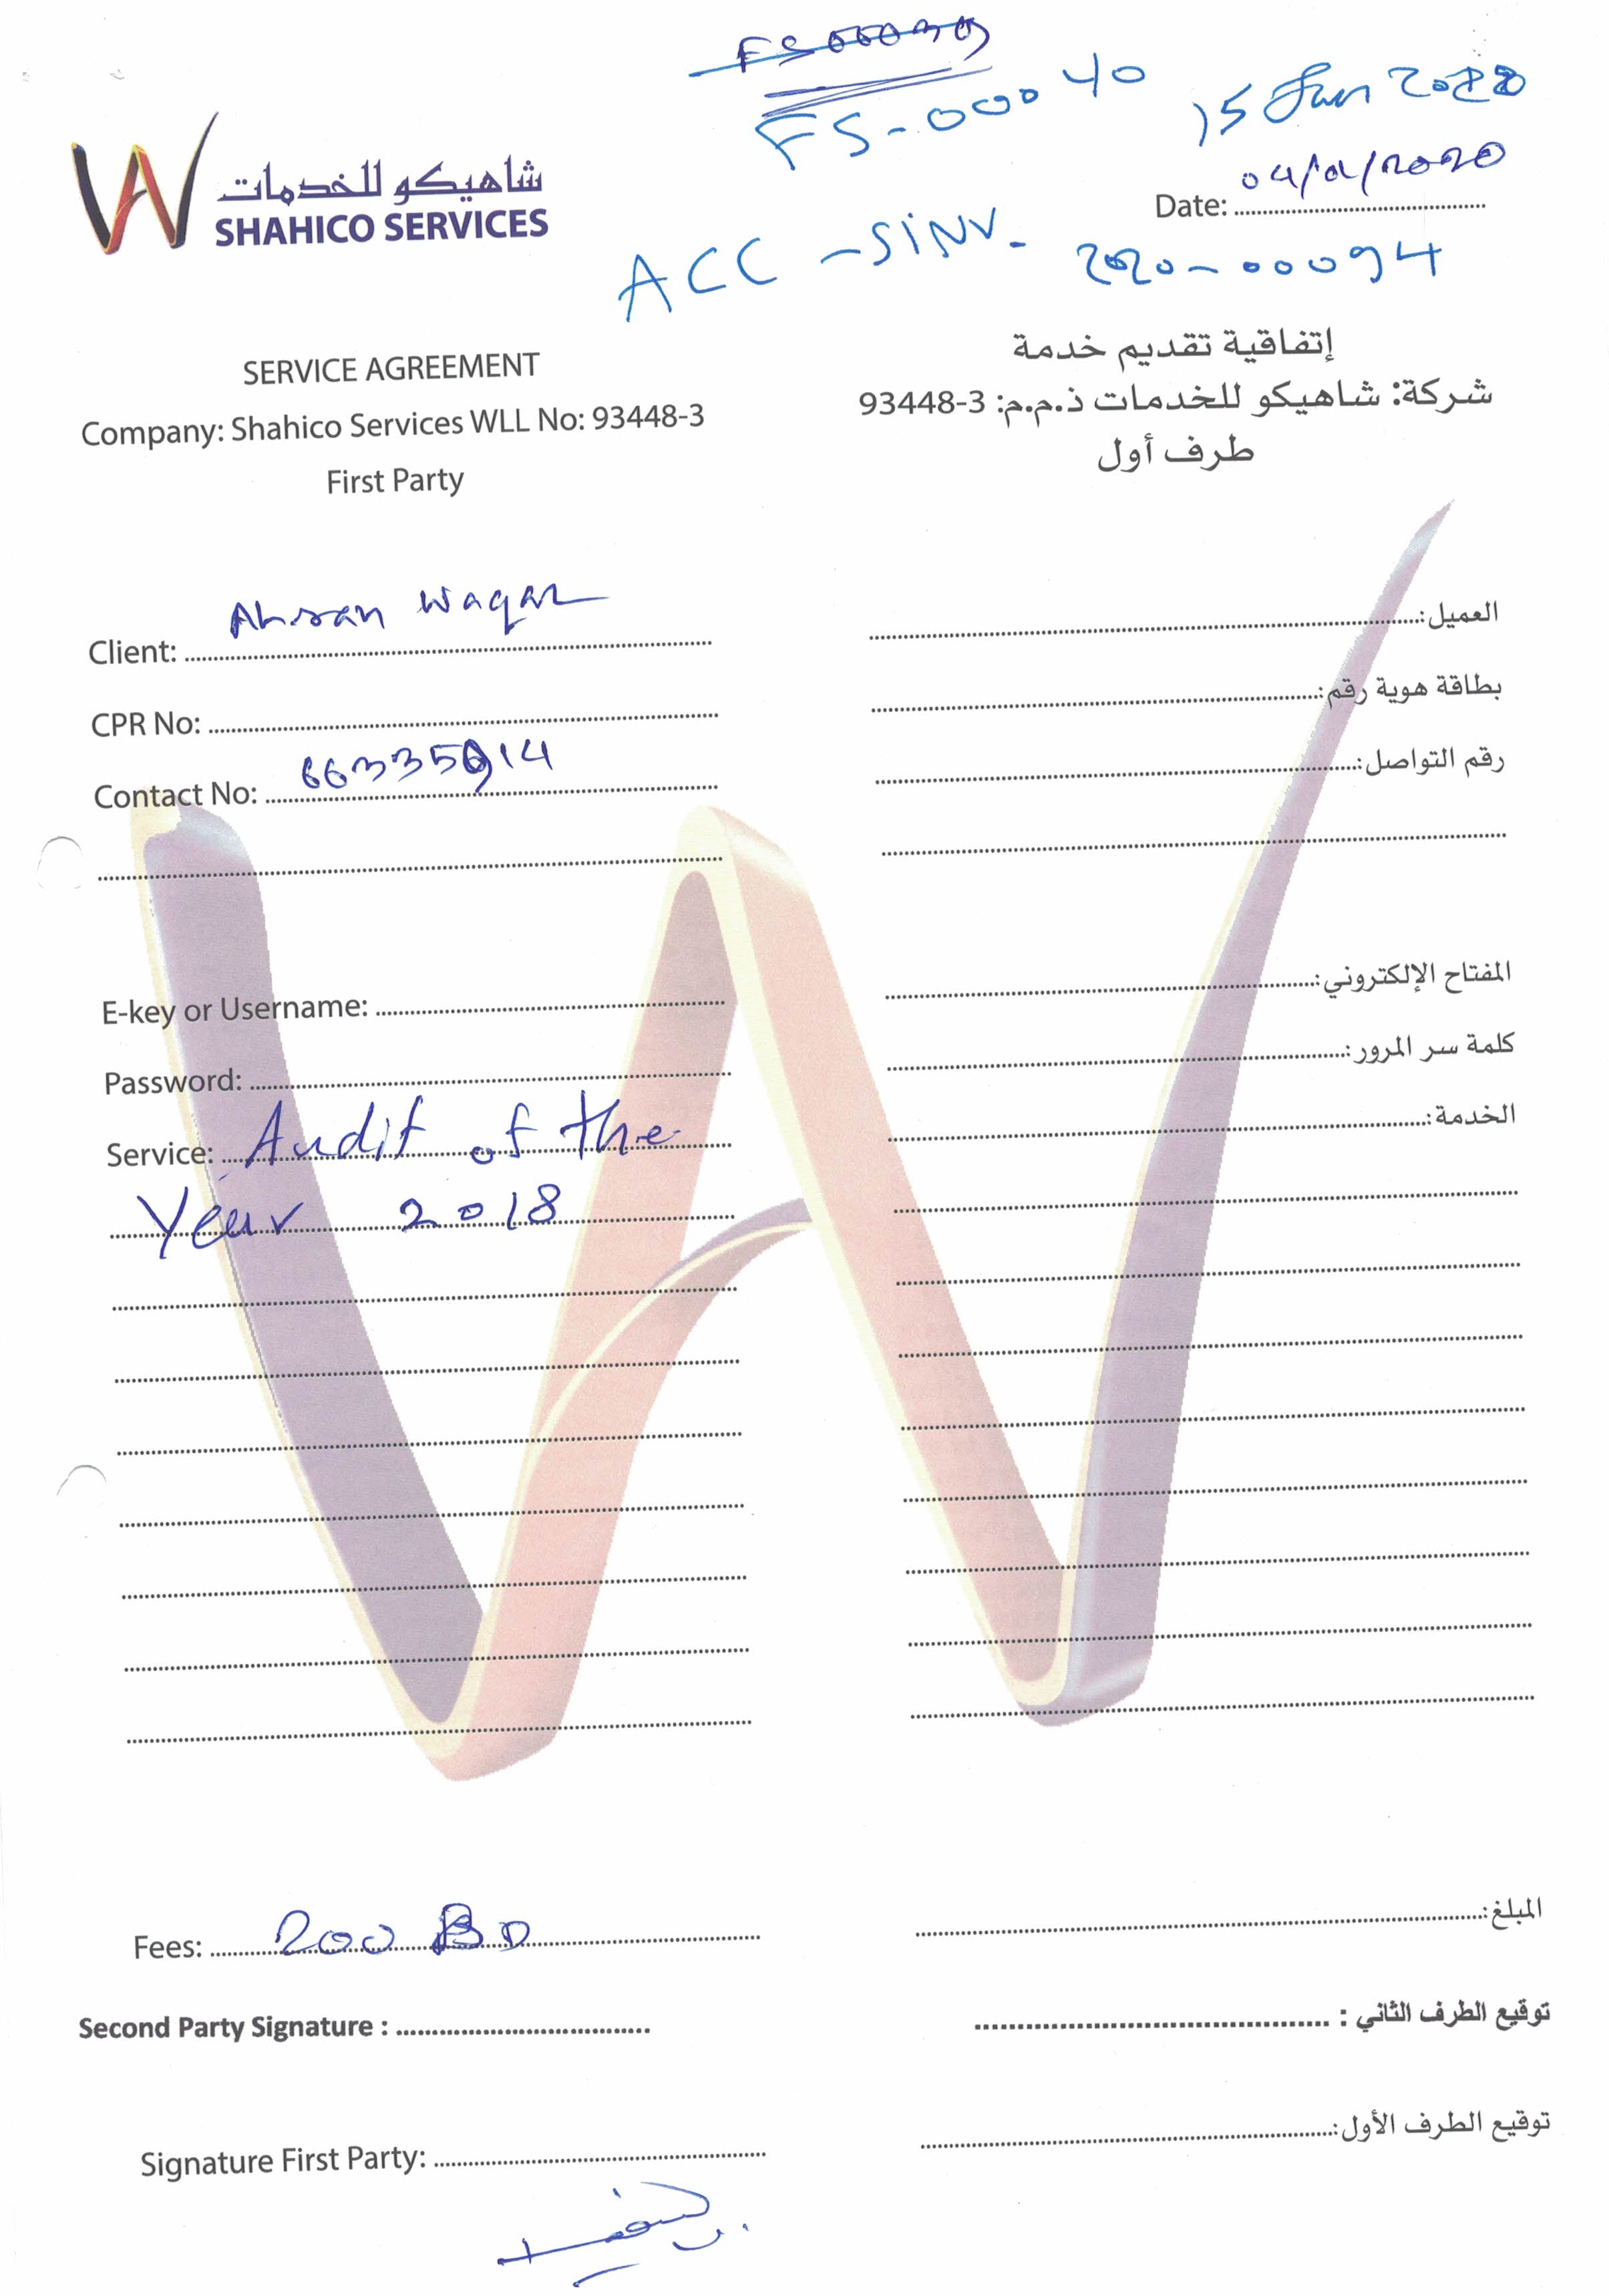 FS-00040
15 Jan 2020
شاهيكو للخدمات
SHAHICO SERVICES
Date: 04/01/2020
ACC-SINV-2020-00094
SERVICE AGREEMENT
Company: Shahico Services WLL No: 93448-3
First Party
إتفاقية تقديم خدمة
شركة: شاهيكو للخدمات ذ.م.م: 3-93448
طرف أول
Client: Ahsan Waqar
CPR No:
Contact No: 66335914
العميل:
بطاقة هوية رقم:
رقم التواصل:
E-key or Username:
Password:
Service: Audit of the
Year 2018
المفتاح الإلكتروني:
كلمة سر المرور:
الخدمة:
Fees: 200 BD
المبلغ:
Second Party Signature :
توقيع الطرف الثاني :
Signature First Party:
توقيع الطرف الأول: